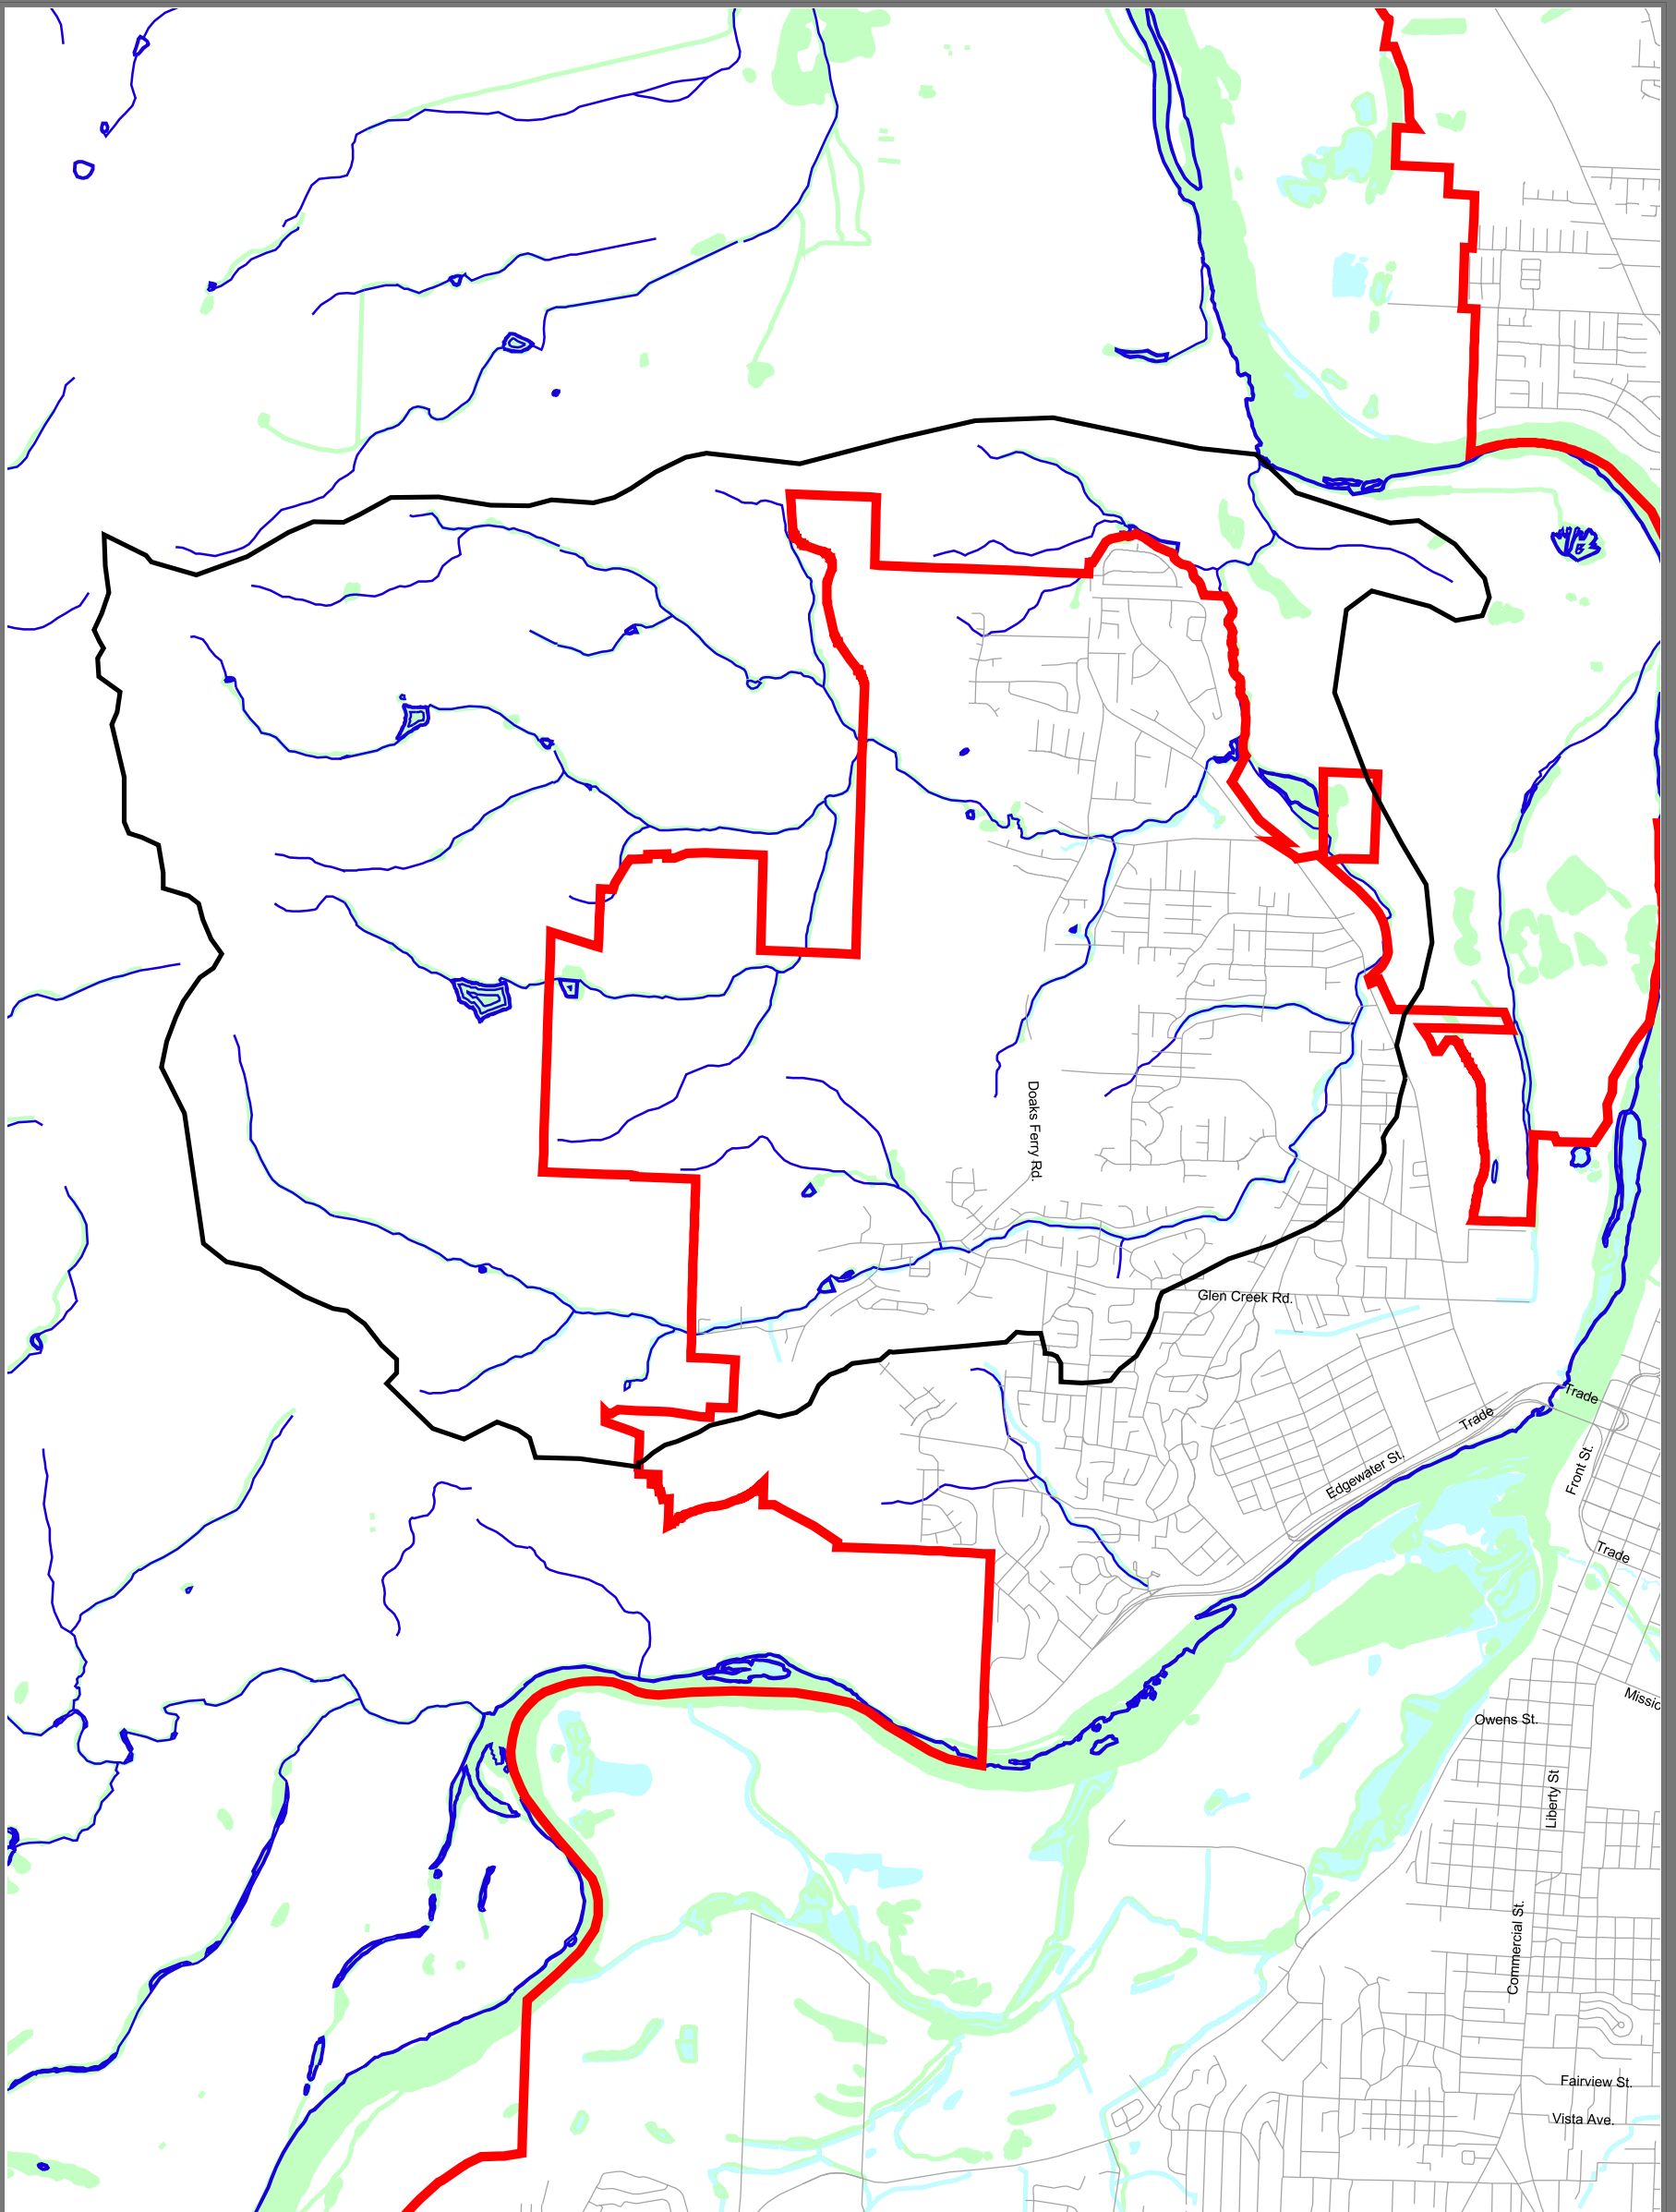 Doaks Ferry Rd.
Glen Creek Rd.
Trade
Trade
Edgewater St.
Front St.
Trade
Missic
Owens St.
Liberty St
Commercial St.
Fairview St.
Vista Ave.